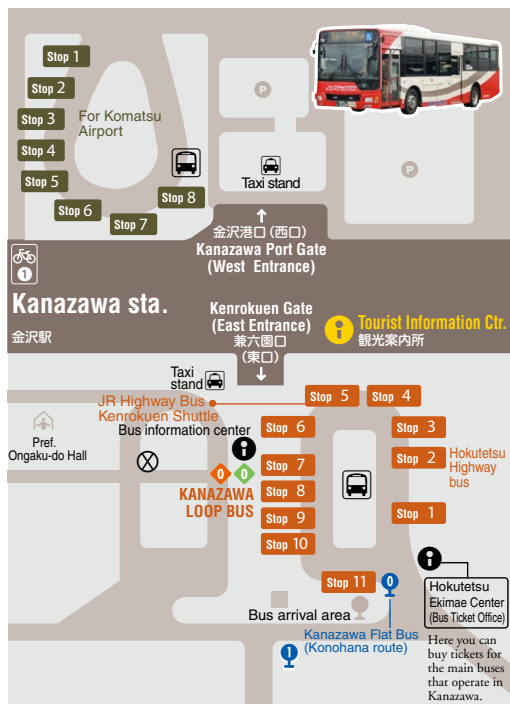 Stop 1
Stop 2
Stop 3
For Komatsu
Airport
Stop 4
Stop 5
Stop 6
Stop 7
Stop 8
P
P
Taxi stand
金沢港口(西口)
Kanazawa Port Gate
(West Entrance)
1
Kanazawa sta.
金沢駅
Kenrokuen Gate
(East Entrance)
兼六園口
(東口)
Tourist Information Ctr.
観光案内所
Taxi
stand
JR Highway Bus
Kenrokuen Shuttle
Bus information center
Pref.
Ongaku-do Hall
0
0
KANAZAWA
LOOP BUS
Stop 5
Stop 4
Stop 6
Stop 3
Stop 7
Stop 2
Hokutetsu
Highway
bus
Stop 8
Stop 9
Stop 1
Stop 10
Stop 11
0
Bus arrival area
Kanazawa Flat Bus
(Konohana route)
1
Hokutetsu
Ekimae Center
(Bus Ticket Office)
Here you can
buy tickets for
the main buses
that operate in
Kanazawa.